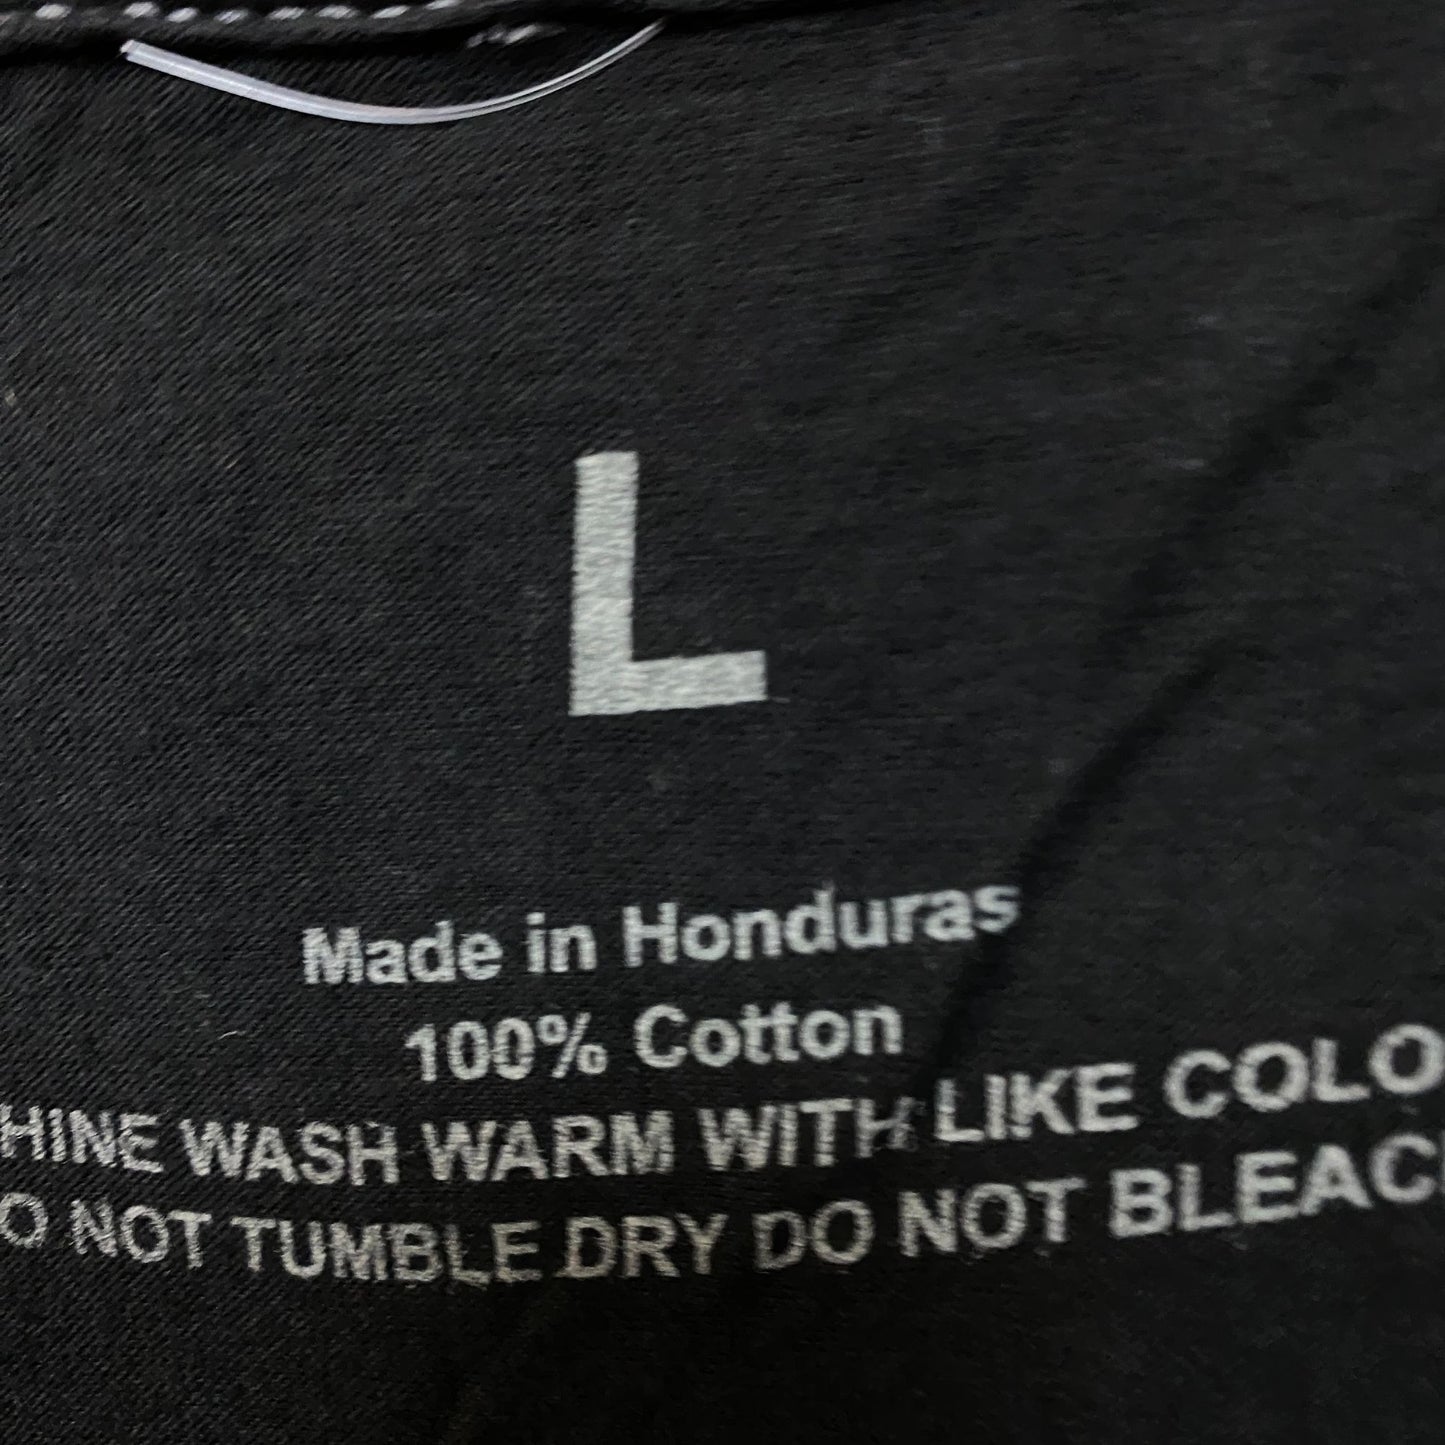 L
Made in Honduras
100% Cotton
HINE WASH WARM WITH LIKE COLO
O NOT TUMBLE DRY DO NOT BLEAC